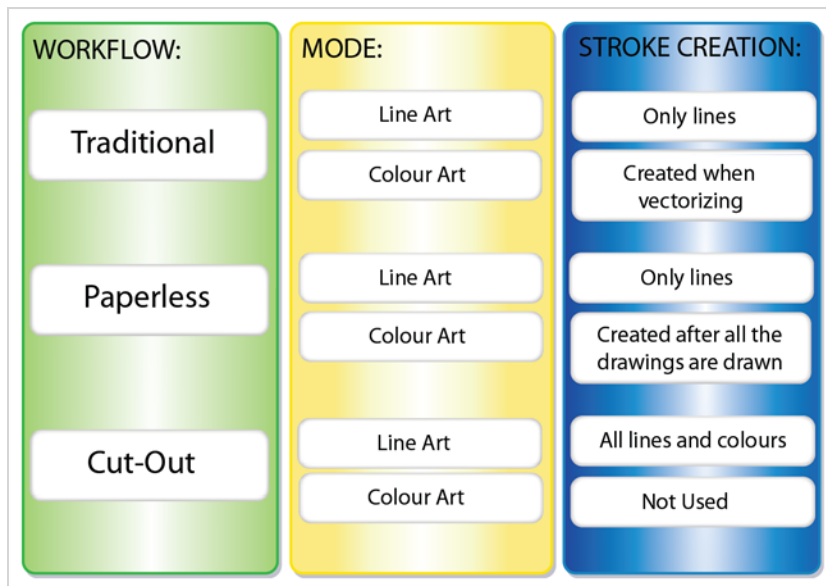 WORKFLOW:
MODE:
STROKE CREATION:
Traditional
Line Art
Only lines
Colour Art
Created when
vectorizing
Paperless
Line Art
Only lines
Colour Art
Created after all the
drawings are drawn
Cut-Out
Line Art
All lines and colours
Colour Art
Not Used